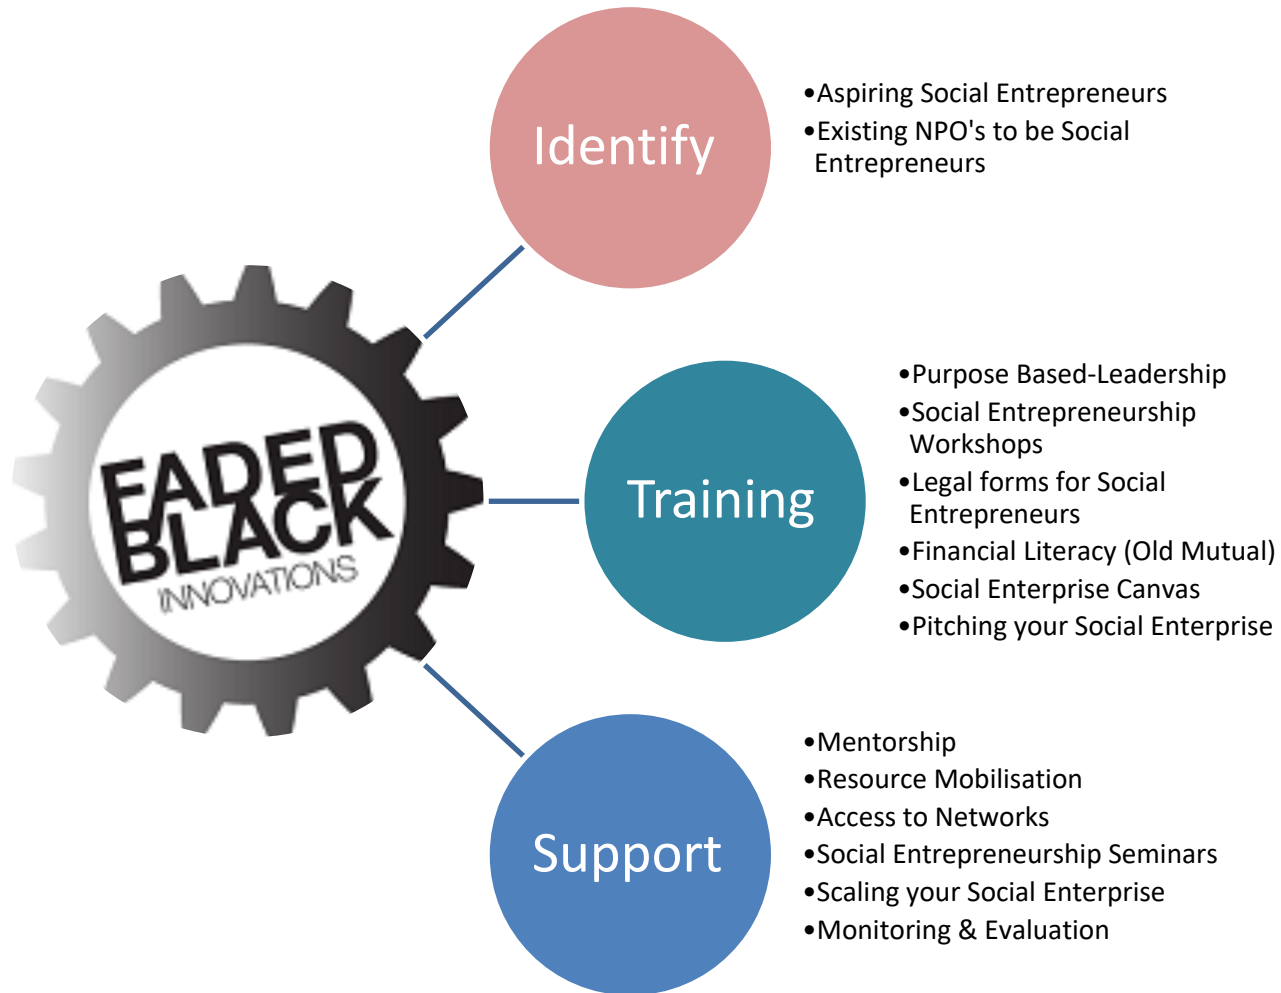 FADED
BLACK
INNOVATIONS
Identify
•Aspiring Social Entrepreneurs
•Existing NPO's to be Social
Entrepreneurs
Training
•Purpose Based-Leadership
•Social Entrepreneurship
Workshops
•Legal forms for Social
Entrepreneurs
•Financial Literacy (Old Mutual)
•Social Enterprise Canvas
•Pitching your Social Enterprise
Support
•Mentorship
•Resource Mobilisation
•Access to Networks
•Social Entrepreneurship Seminars
•Scaling your Social Enterprise
•Monitoring & Evaluation